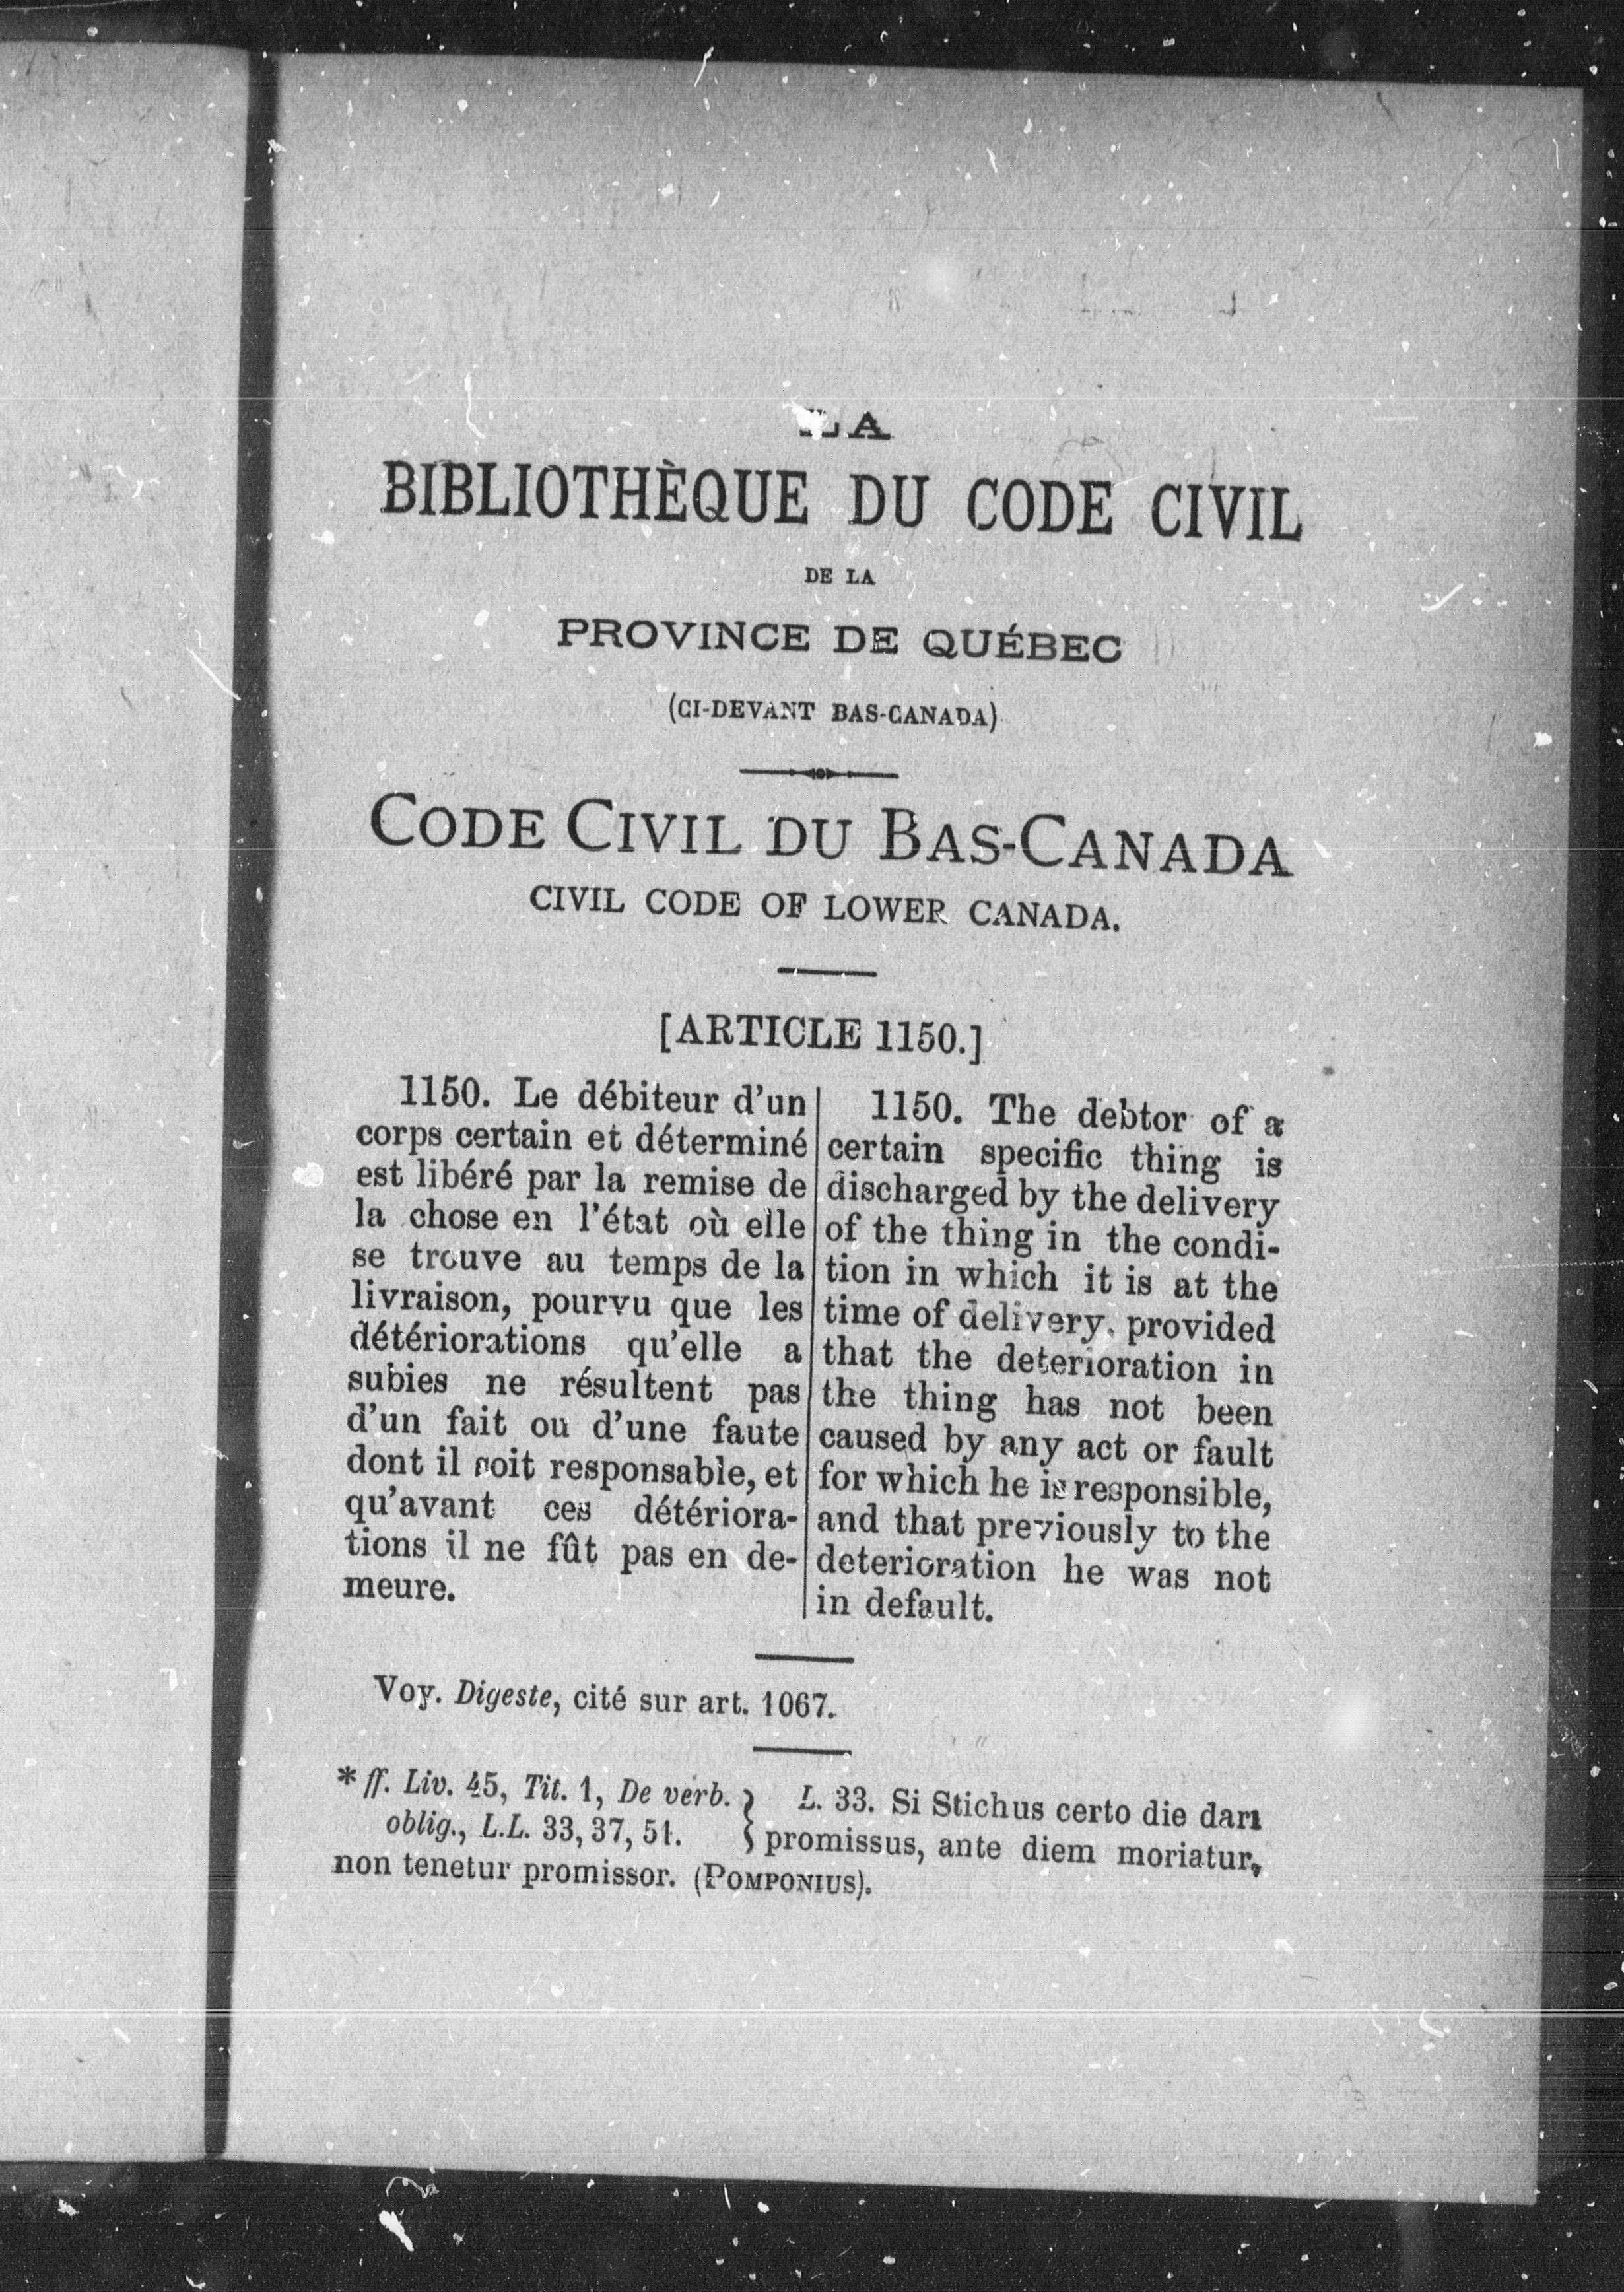 LA
BIBLIOTHÈQUE DU CODE CIVIL
DE LA
PROVINCE DE QUÉBEC
(CI-DEVANT BAS-CANADA)
CODE CIVIL DU BAS-CANADA
CIVIL CODE OF LOWER CANADA.
[ARTICLE 1150.]
1150. Le débiteur d'un
corps certain et déterminé
est libéré par la remise de
la chose en l'état où elle
se trouve au temps de la
livraison, pourvu que les
détériorations qu'elle a
subies ne résultent pas
d'un fait ou d'une faute
dont il soit responsable, et
qu'avant ces détériora-
tions il ne fût pas en de-
meure.
1150. The debtor of a
certain specific thing is
discharged by the delivery
of the thing in the condi-
tion in which it is at the
time of delivery, provided
that the deterioration in
the thing has not been
caused by any act or fault
for which he is responsible,
and that previously to the
deterioration he was not
in default.
Voy. Digeste, cité sur art. 1067.
* ff. Liv. 45, Tit. 1, De verb.
oblig., L.L. 33, 37, 51.
L. 33. Si Stichus certo die dari
promissus, ante diem moriatur,
non tenetur promissor. (POMPONIUS).